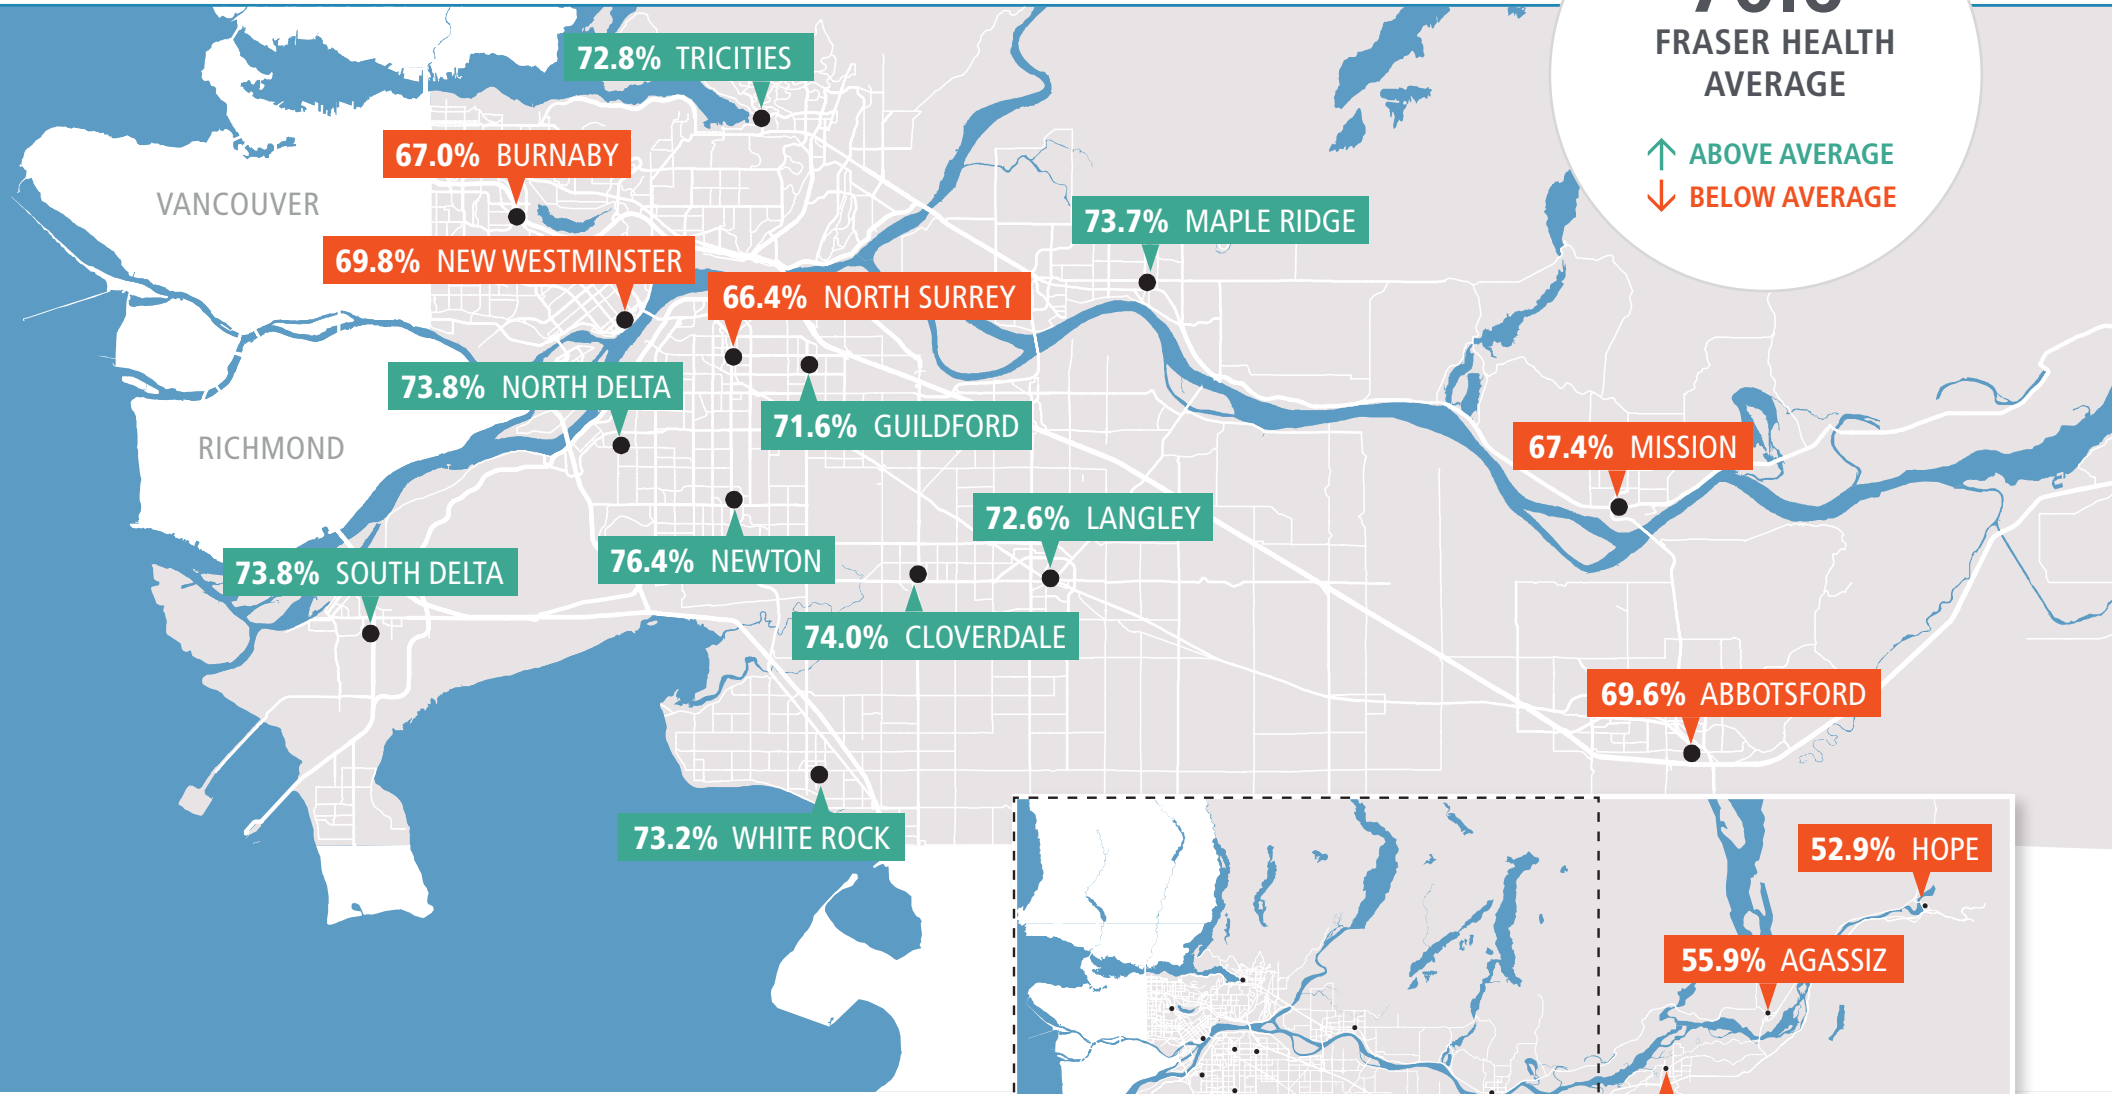 FRASER HEALTH
AVERAGE
↑ ABOVE AVERAGE
↓ BELOW AVERAGE
72.8% TRICITIES
67.0% BURNABY
VANCOUVER
73.7% MAPLE RIDGE
69.8% NEW WESTMINSTER
66.4% NORTH SURREY
73.8% NORTH DELTA
71.6% GUILDFORD
RICHMOND
67.4% MISSION
72.6% LANGLEY
76.4% NEWTON
73.8% SOUTH DELTA
74.0% CLOVERDALE
69.6% ABBOTSFORD
73.2% WHITE ROCK
52.9% HOPE
55.9% AGASSIZ